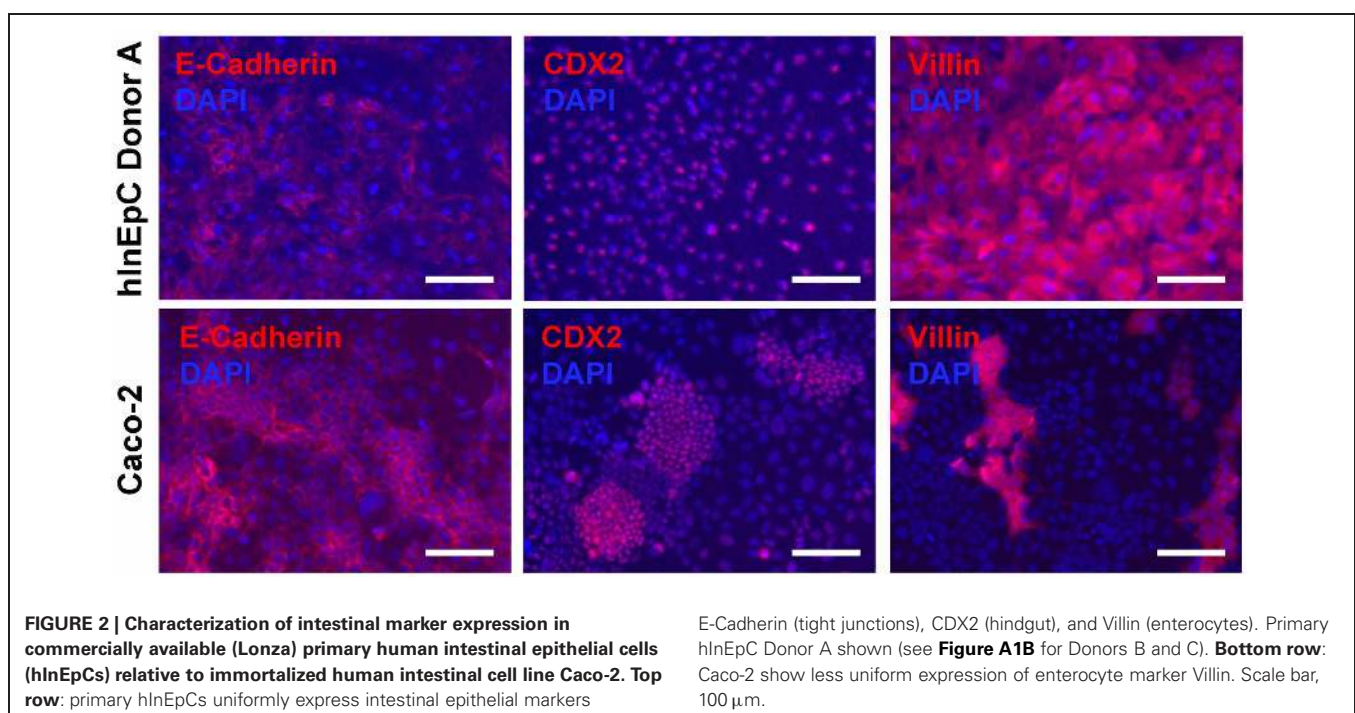 hInEpC Donor A
E-Cadherin
DAPI
CDX2
DAPI
Villin
DAPI
Caco-2
E-Cadherin
DAPI
CDX2
DAPI
Villin
DAPI
FIGURE 2 | Characterization of intestinal marker expression in
commercially available (Lonza) primary human intestinal epithelial cells
(hInEpCs) relative to immortalized human intestinal cell line Caco-2. Top
row: primary hInEpCs uniformly express intestinal epithelial markers
E-Cadherin (tight junctions), CDX2 (hindgut), and Villin (enterocytes). Primary
hInEpC Donor A shown (see Figure A1B for Donors B and C). Bottom row:
Caco-2 show less uniform expression of enterocyte marker Villin. Scale bar,
100 μm.